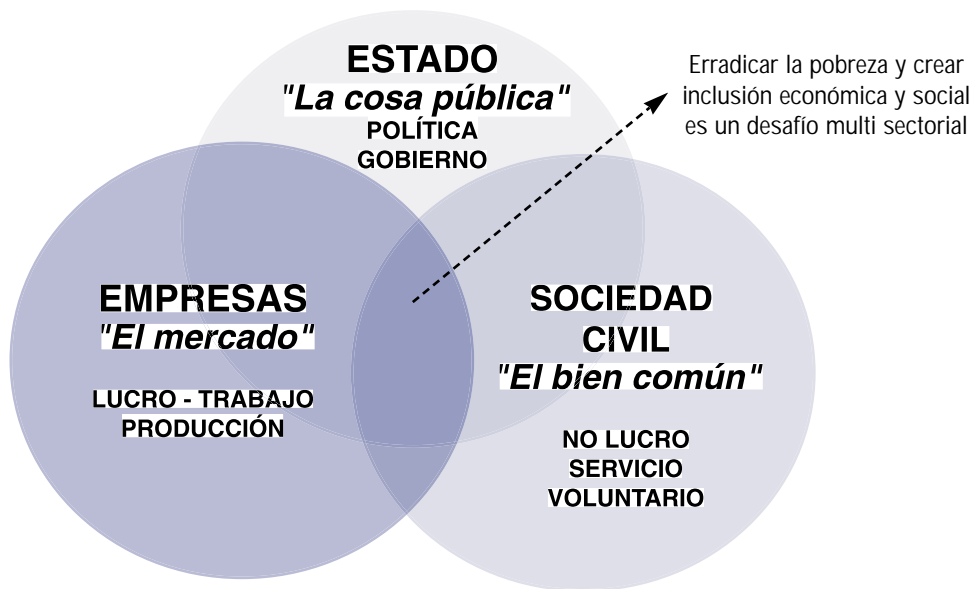 ESTADO
"La cosa pública"
POLÍTICA
GOBIERNO
Erradicar la pobreza y crear
inclusión económica y social
es un desafío multi sectorial
EMPRESAS
"El mercado"
LUCRO - TRABAJO
PRODUCCIÓN
SOCIEDAD
CIVIL
"El bien común"
NO LUCRO
SERVICIO
VOLUNTARIO